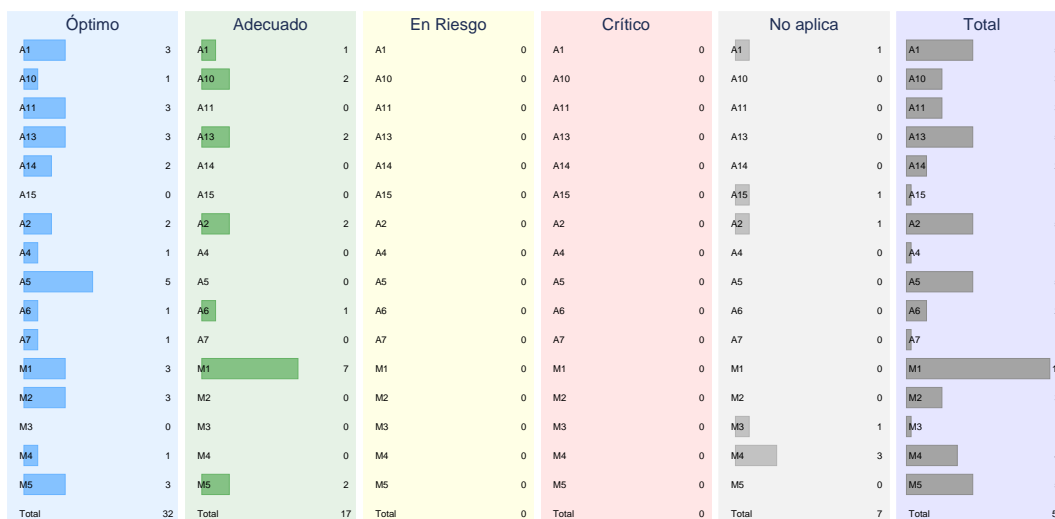 Óptimo Adecuado En Riesgo Crítico No aplica Total
A1 3 A1 1 A1 0 A1 0 A1 1 A1
A10 1 A10 2 A10 0 A10 0 A10 0 A10
A11 3 A11 0 A11 0 A11 0 A11 0 A11
A13 3 A13 2 A13 0 A13 0 A13 0 A13
A14 2 A14 0 A14 0 A14 0 A14 0 A14
A15 0 A15 0 A15 0 A15 0 A15 1 A15
A2 2 A2 2 A2 0 A2 0 A2 1 A2
A4 1 A4 0 A4 0 A4 0 A4 0 A4
A5 5 A5 0 A5 0 A5 0 A5 0 A5
A6 1 A6 1 A6 0 A6 0 A6 0 A6
A7 1 A7 0 A7 0 A7 0 A7 0 A7
M1 3 M1 7 M1 0 M1 0 M1 0 M1
M2 3 M2 0 M2 0 M2 0 M2 0 M2
M3 0 M3 0 M3 0 M3 0 M3 1 M3
M4 1 M4 0 M4 0 M4 0 M4 3 M4
M5 3 M5 2 M5 0 M5 0 M5 0 M5
Total 32 Total 17 Total 0 Total 0 Total 7 Total